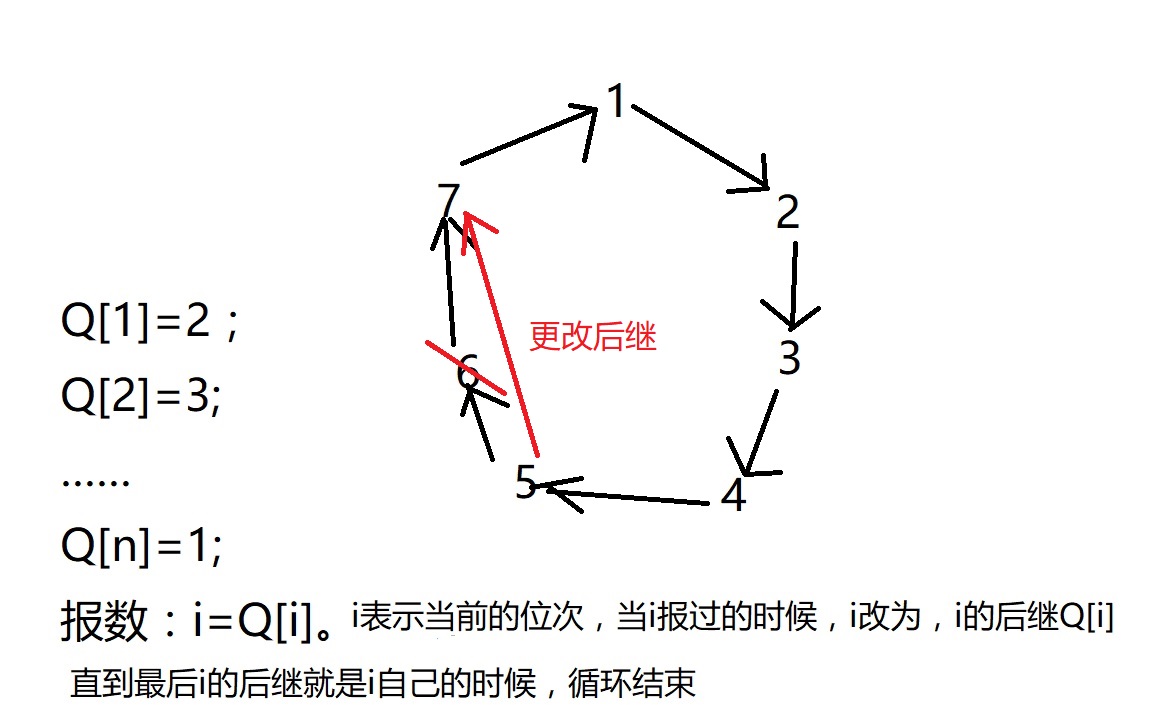 1
7
2
Q[1]=2；
更改后继
3
6
Q[2]=3;
......
5
4
Q[n]=1;
报数：i=Q[i]。i表示当前的位次，当i报过的时候，i改为，i的后继Q[i]
直到最后i的后继就是i自己的时候，循环结束